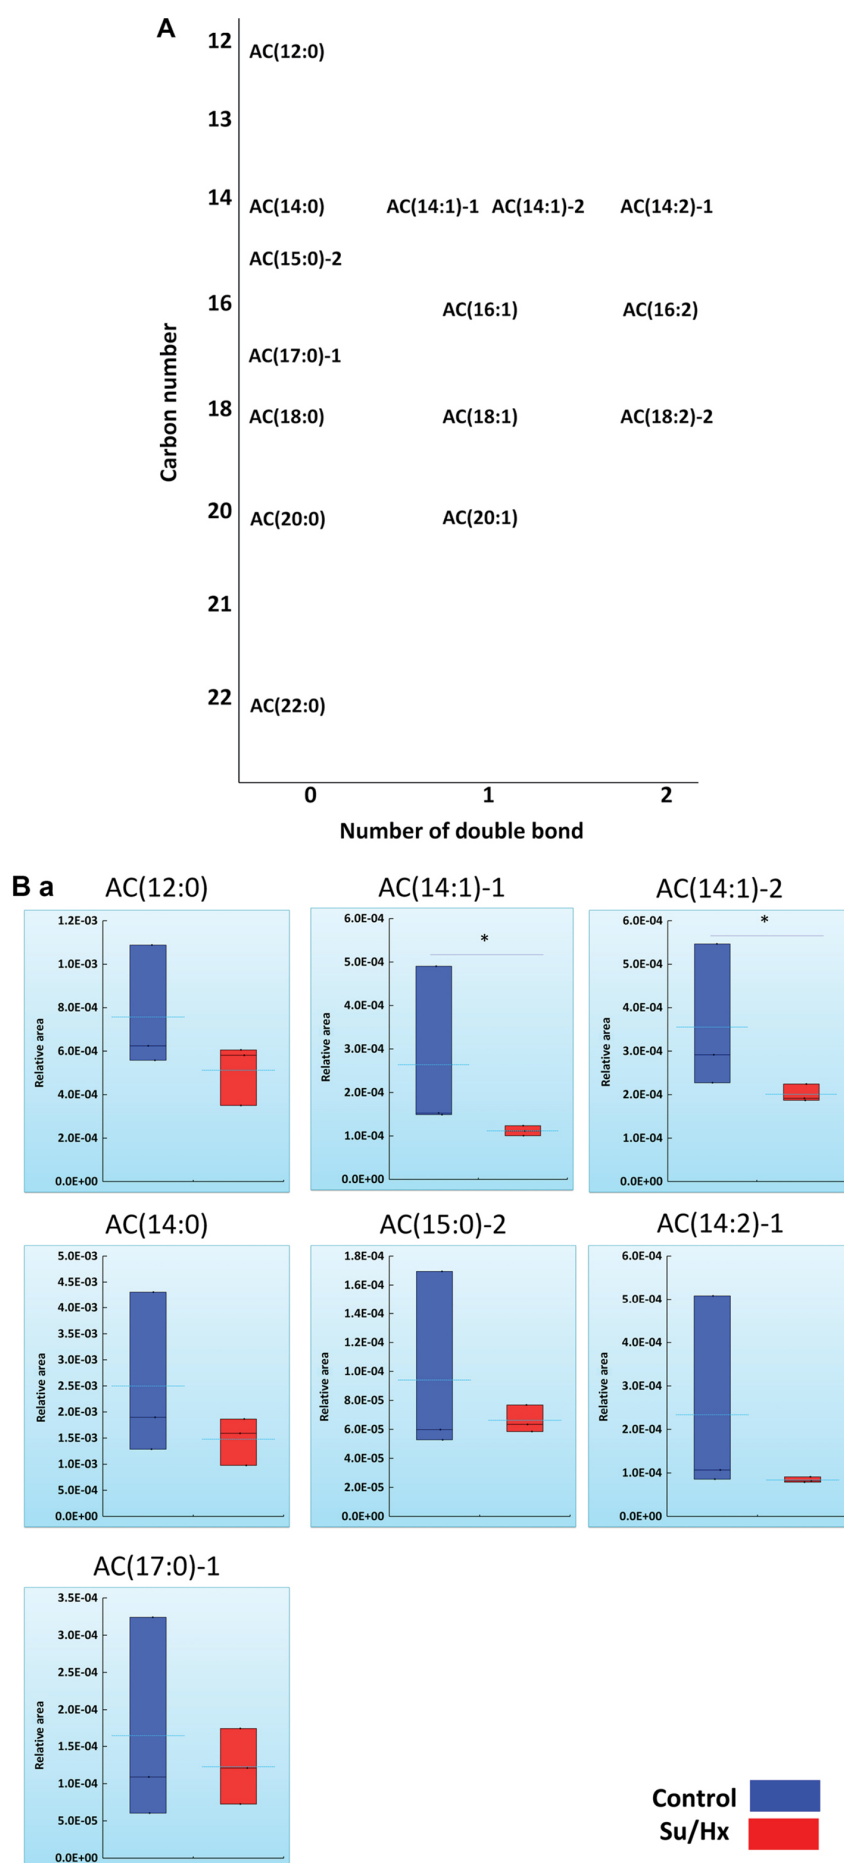 A
12
AC(12:0)
13
14
AC(14:0) AC(14:1)-1 AC(14:1)-2 AC(14:2)-1
AC(15:0)-2
16
AC(16:1) AC(16:2)
AC(17:0)-1
18
AC(18:0) AC(18:1) AC(18:2)-2
20
AC(20:0) AC(20:1)
21
22
AC(22:0)
Carbon number
0 1 2
Number of double bond
B a
AC(12:0)
1.2E-03
1.0E-03
8.0E-04
6.0E-04
4.0E-04
2.0E-04
0.0E+00
Relative area
AC(14:1)-1
6.0E-04
5.0E-04
4.0E-04
3.0E-04
2.0E-04
1.0E-04
0.0E+00
Relative area
*
AC(14:1)-2
6.0E-04
5.0E-04
4.0E-04
3.0E-04
2.0E-04
1.0E-04
0.0E+00
Relative area
*
AC(14:0)
5.0E-03
4.5E-03
4.0E-03
3.5E-03
3.0E-03
2.5E-03
2.0E-03
1.5E-03
1.0E-03
5.0E-04
0.0E+00
Relative area
AC(15:0)-2
1.8E-04
1.6E-04
1.4E-04
1.2E-04
1.0E-04
8.0E-05
6.0E-05
4.0E-05
2.0E-05
0.0E+00
Relative area
AC(14:2)-1
6.0E-04
5.0E-04
4.0E-04
3.0E-04
2.0E-04
1.0E-04
0.0E+00
Relative area
AC(17:0)-1
3.5E-04
3.0E-04
2.5E-04
2.0E-04
1.5E-04
1.0E-04
5.0E-05
0.0E+00
Relative area
Control
Su/Hx